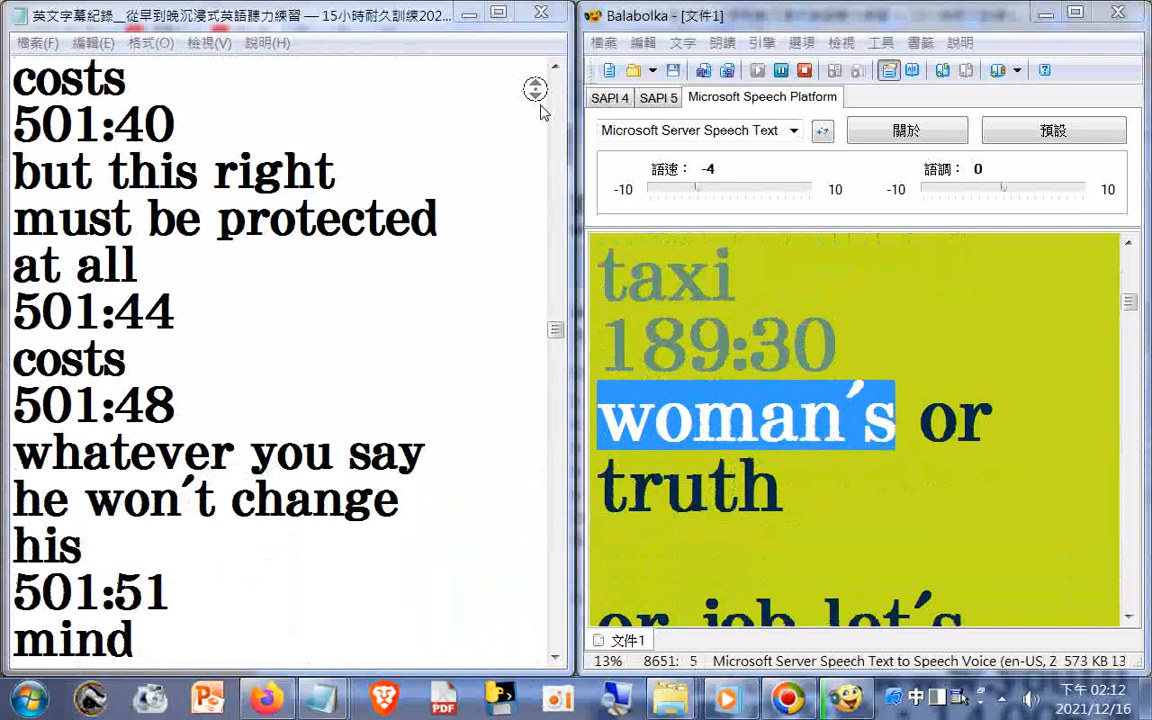 英文字幕紀錄__從早到晚沉浸式英語聽力練習 — 15小時耐久訓練202...
檔案(F) 編輯(E) 格式(O) 檢視(V) 說明(H)
costs
501:40
but this right
must be protected
at all
501:44
costs
501:48
whatever you say
he won´t change
his
501:51
mind
Balabolka - [文件1]
檔案 編輯 文字 朗讀 引擎 選項 檢視 工具 書籤 說明
SAPI 4 SAPI 5 Microsoft Speech Platform
Microsoft Server Speech Text 關於 預設
語速： -4 語調： 0
-10 10 -10 10
taxi
189:30
woman´s or
truth
or job let´s
文件1
13% 8651: 5 Microsoft Server Speech Text to Speech Voice (en-US, Z 573 KB 13
中
下午 02:12
2021/12/16